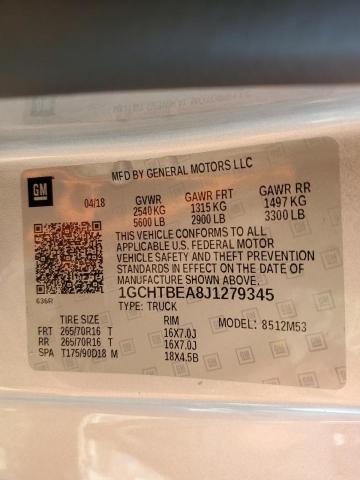 MFD BY GENERAL MOTORS LLC
GM
04/18 GVWR GAWR FRT GAWR RR
2540 KG 1315 KG 1497 KG
5600 LB 2900 LB 3300 LB
THIS VEHICLE CONFORMS TO ALL
APPLICABLE U.S. FEDERAL MOTOR
VEHICLE SAFETY AND THEFT PREVENTION
STANDARDS IN EFFECT ON THE DATE OF
MANUFACTURE SHOWN ABOVE.
636R 1GCHTBEA8J1279345
TYPE: TRUCK
TIRE SIZE RIM MODEL: 8512M53
FRT 265/70R16 T 16X7.0J
RR 265/70R16 T 16X7.0J
SPA T175/90D18 M 18X4.5B